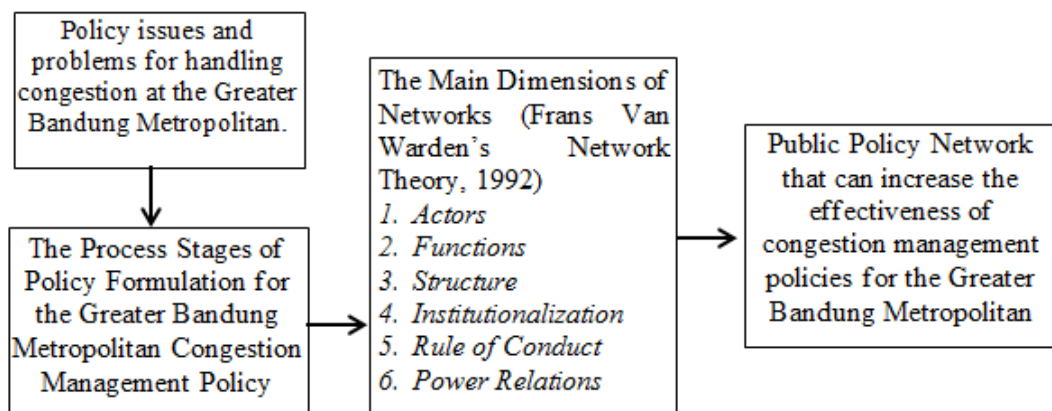 Policy issues and
problems for handling
congestion at the Greater
Bandung Metropolitan.
The Process Stages of
Policy Formulation for
the Greater Bandung
Metropolitan Congestion
Management Policy
The Main Dimensions of
Networks (Frans Van
Warden's Network
Theory, 1992)
1. Actors
2. Functions
3. Structure
4. Institutionalization
5. Rule of Conduct
6. Power Relations
Public Policy Network
that can increase the
effectiveness of
congestion management
policies for the Greater
Bandung Metropolitan